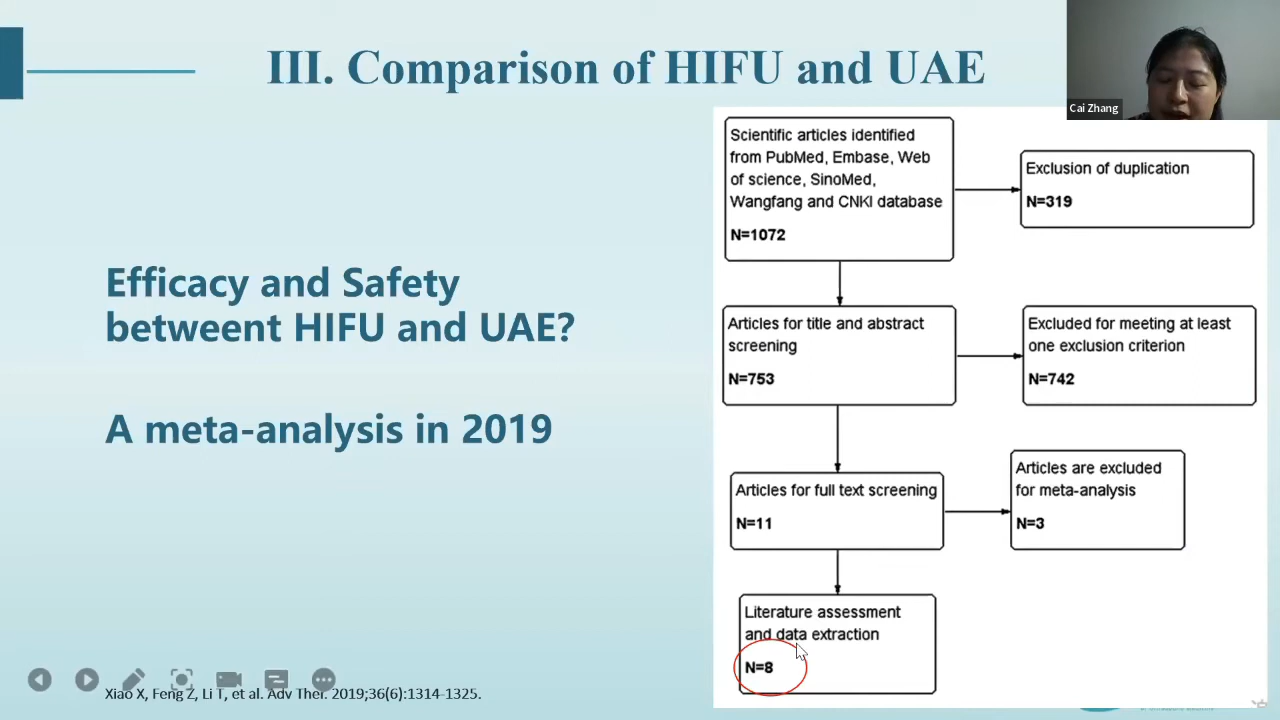 III. Comparison of HIFU and UAE
Cai Zhang
Efficacy and Safety
betweent HIFU and UAE?
A meta-analysis in 2019
Scientific articles identified
from PubMed, Embase, Web
of science, SinoMed,
Wangfang and CNKI database
N=1072
Exclusion of duplication
N=319
Articles for title and abstract
screening
N=753
Excluded for meeting at least
one exclusion criterion
N=742
Articles for full text screening
N=11
Articles are excluded
for meta-analysis
N=3
Literature assessment
and data extraction
N=8
Xiao X, Feng Z, Li T, et al. Adv Ther. 2019;36(6):1314-1325.